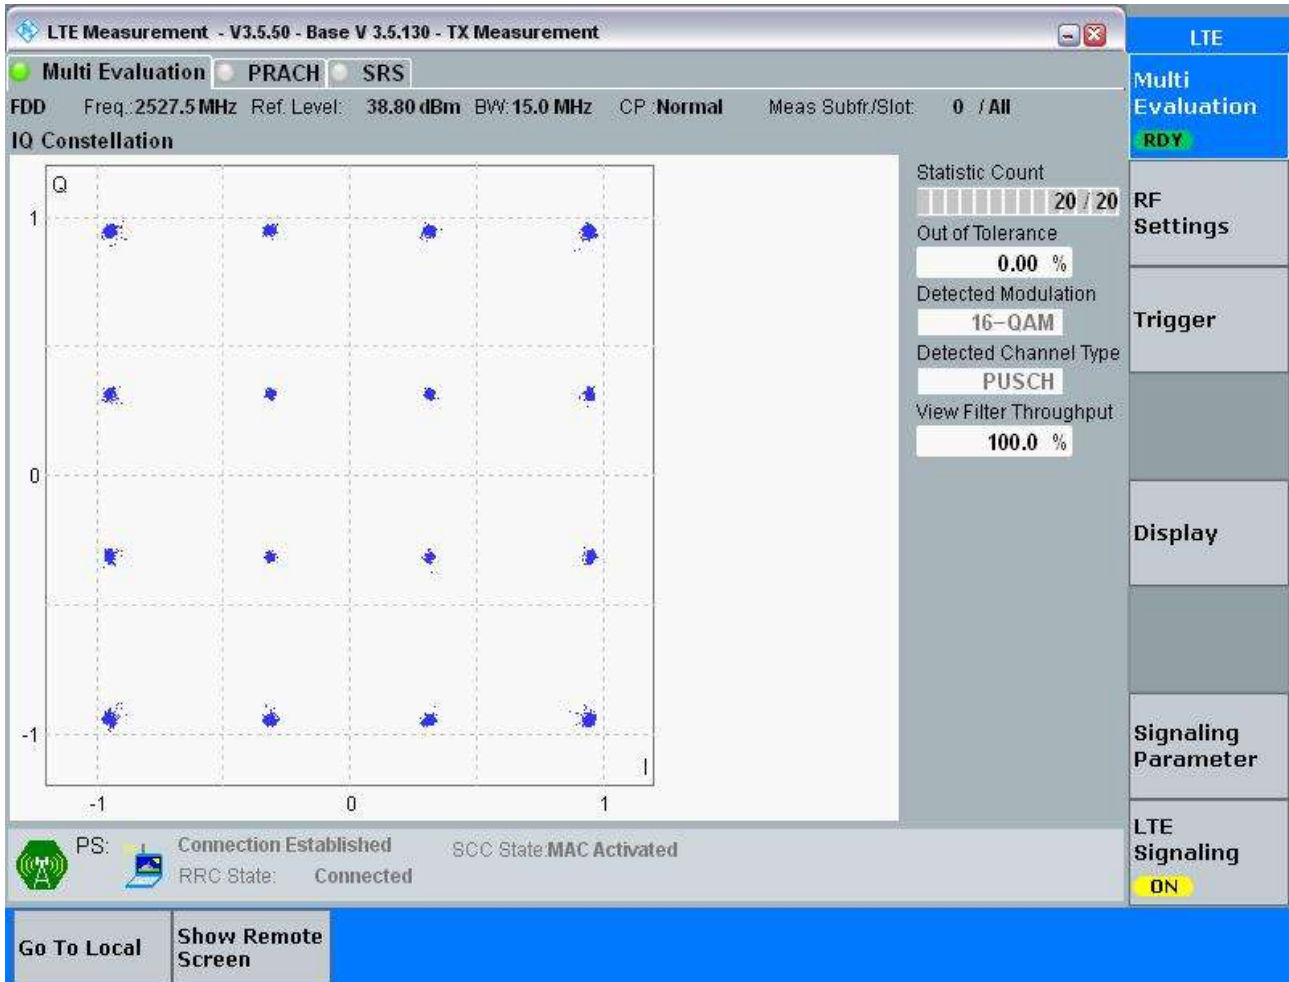 LTE Measurement - V3.5.50 - Base V 3.5.130 - TX Measurement
LTE
Multi Evaluation PRACH SRS
FDD Freq.:2527.5 MHz Ref. Level: 38.80 dBm BW:15.0 MHz CP :Normal Meas Subfr./Slot: 0 / All
IQ Constellation
Q
1
0
-1
-1 0 1
I
Statistic Count
20 / 20
Out of Tolerance
0.00 %
Detected Modulation
16-QAM
Detected Channel Type
PUSCH
View Filter Throughput
100.0 %
Multi
Evaluation
RDY
RF
Settings
Trigger
Display
Signaling
Parameter
LTE
Signaling
ON
PS: Connection Established SCC State:MAC Activated
RRC State: Connected
Go To Local
Show Remote
Screen